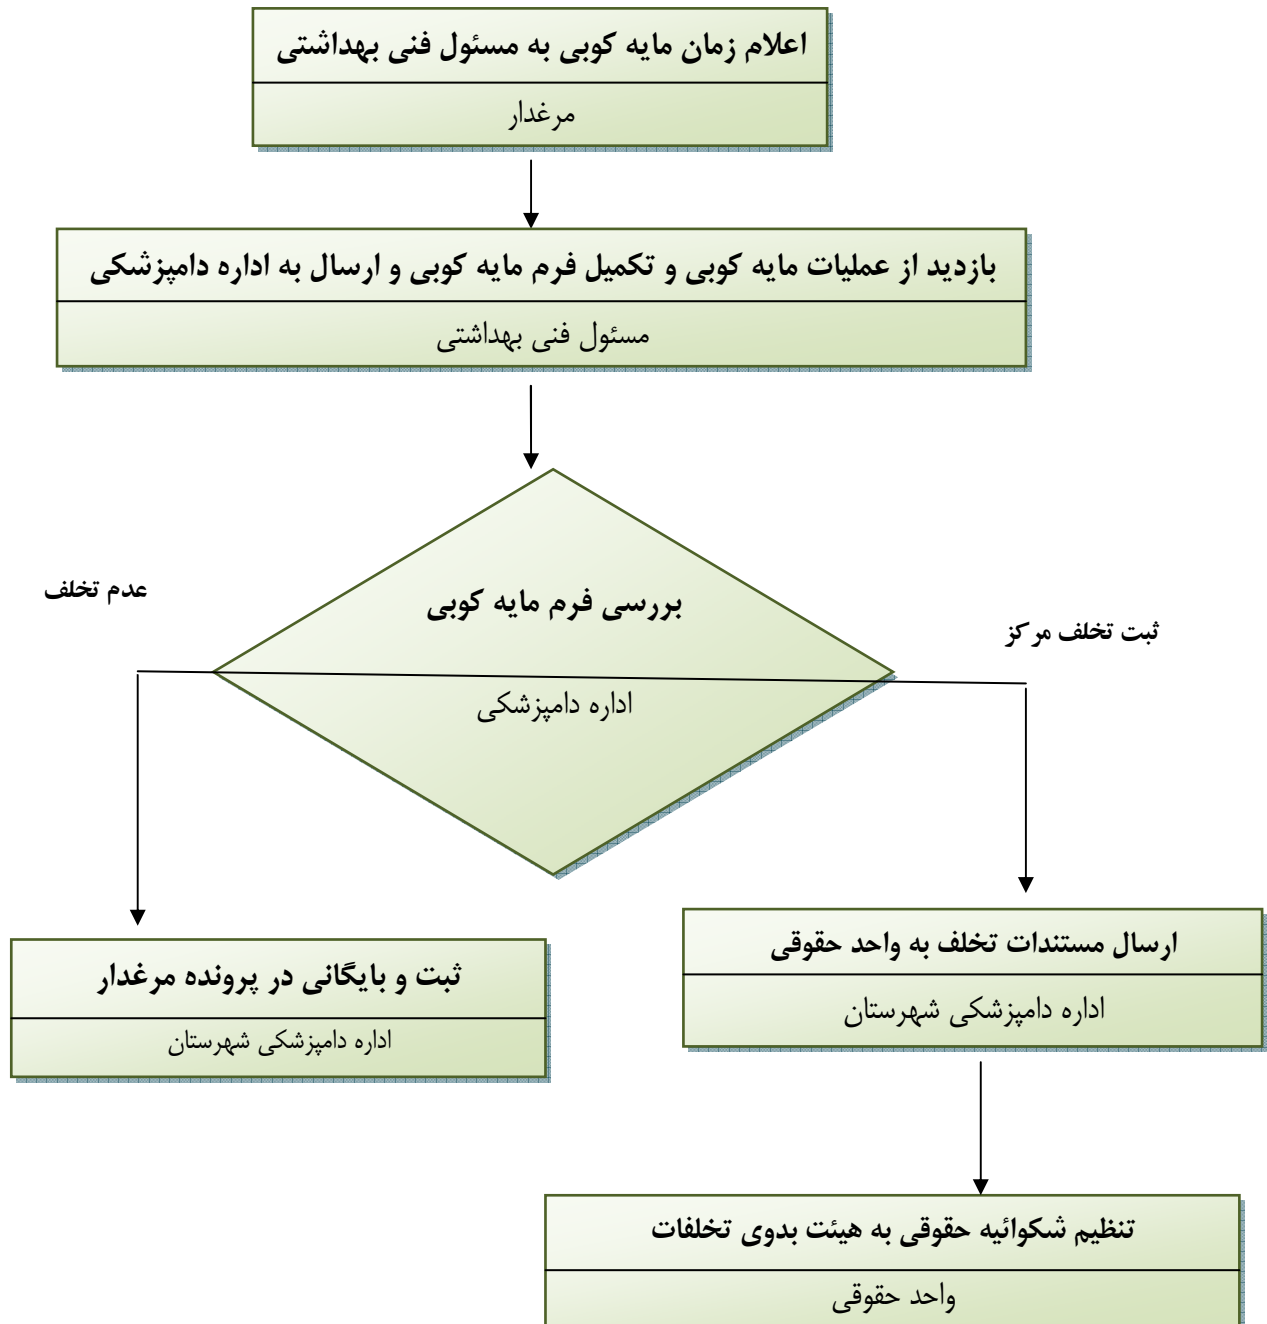 اعلام زمان مایه کوبی به مسئول فنی بهداشتی
مرغدار
بازدید از عملیات مایه کوبی و تکمیل فرم مایه کوبی و ارسال به اداره دامپزشکی
مسئول فنی بهداشتی
عدم تخلف
بررسی فرم مایه کوبی
ثبت تخلف مرکز
اداره دامپزشکی
ارسال مستندات تخلف به واحد حقوقی
اداره دامپزشکی شهرستان
ثبت و بایگانی در پرونده مرغدار
اداره دامپزشکی شهرستان
تنظیم شکوائیه حقوقی به هیئت بدوی تخلفات
واحد حقوقی